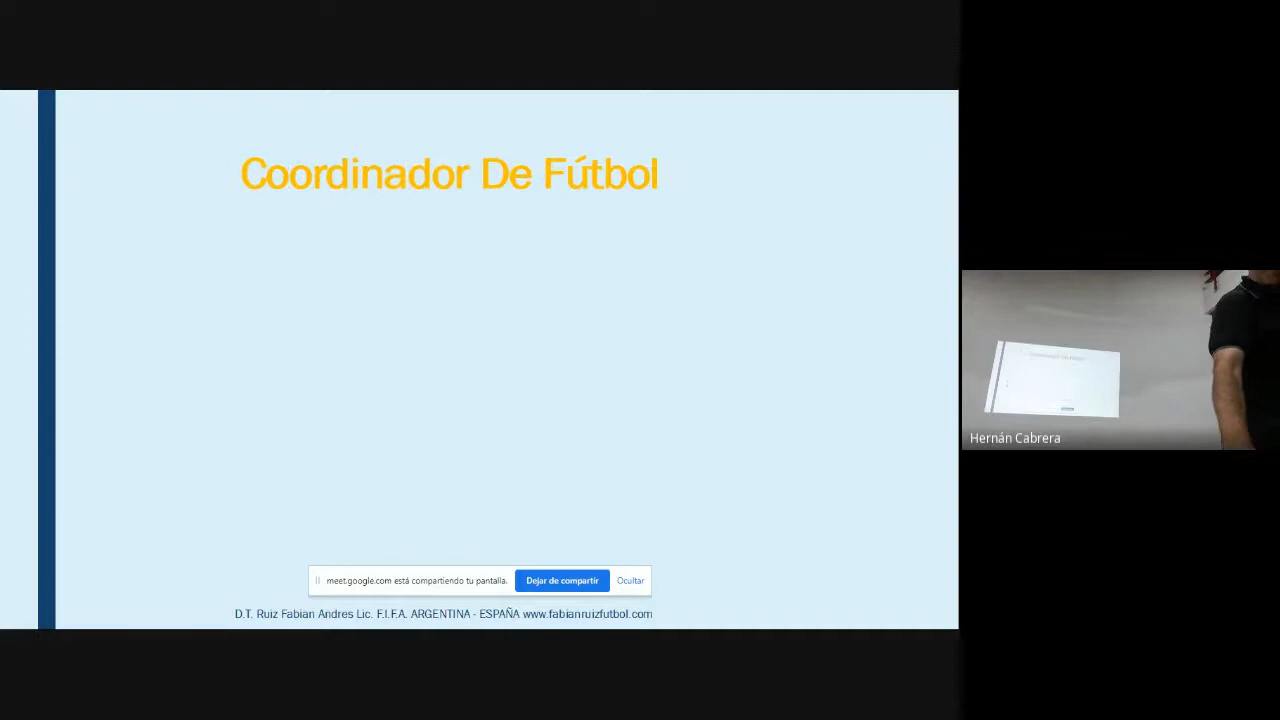 Coordinador De Fútbol
meet.google.com está compartiendo tu pantalla.
Dejar de compartir
Ocultar
D.T. Ruiz Fabian Andres Lic. F.I.F.A. ARGENTINA - ESPAÑA www.fabianruizfutbol.com
Hernán Cabrera